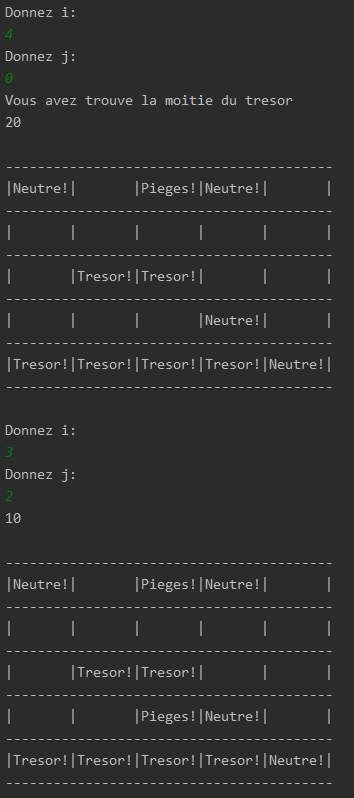 Donnez i:
4
Donnez j:
0
Vous avez trouve la moitie du tresor
20
-----------------------------------------
|Neutre!|       |Pieges!|Neutre!|       |
-----------------------------------------
|       |       |       |       |       |
-----------------------------------------
|       |Tresor!|Tresor!|       |       |
-----------------------------------------
|       |       |       |Neutre!|       |
-----------------------------------------
|Tresor!|Tresor!|Tresor!|Tresor!|Neutre!|
-----------------------------------------
Donnez i:
3
Donnez j:
2
10
-----------------------------------------
|Neutre!|       |Pieges!|Neutre!|       |
-----------------------------------------
|       |       |       |       |       |
-----------------------------------------
|       |Tresor!|Tresor!|       |       |
-----------------------------------------
|       |       |Pieges!|Neutre!|       |
-----------------------------------------
|Tresor!|Tresor!|Tresor!|Tresor!|Neutre!|
-----------------------------------------